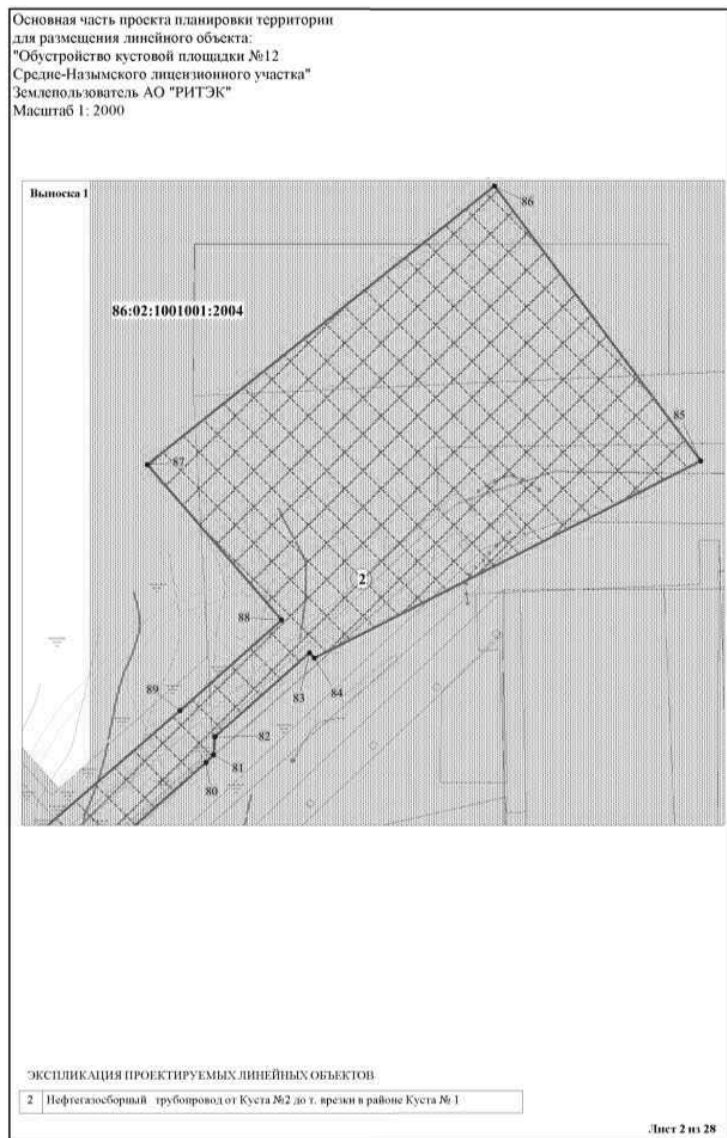 Основная часть проекта планировки территории
для размещения линейного объекта:
"Обустройство кустовой площадки №12
Средне-Назымского лицензионного участка"
Землепользователь АО "РИТЭК"
Масштаб 1: 2000
Выноска 1
86
86:02:1001001:2004
85
87
2
88
84
83
89
82
81
80
ЭКСПЛИКАЦИЯ ПРОЕКТИРУЕМЫХ ЛИНЕЙНЫХ ОБЪЕКТОВ
2 Нефтегазосборный трубопровод от Куста №2 до т. врезки в районе Куста № 1
Лист 2 из 28